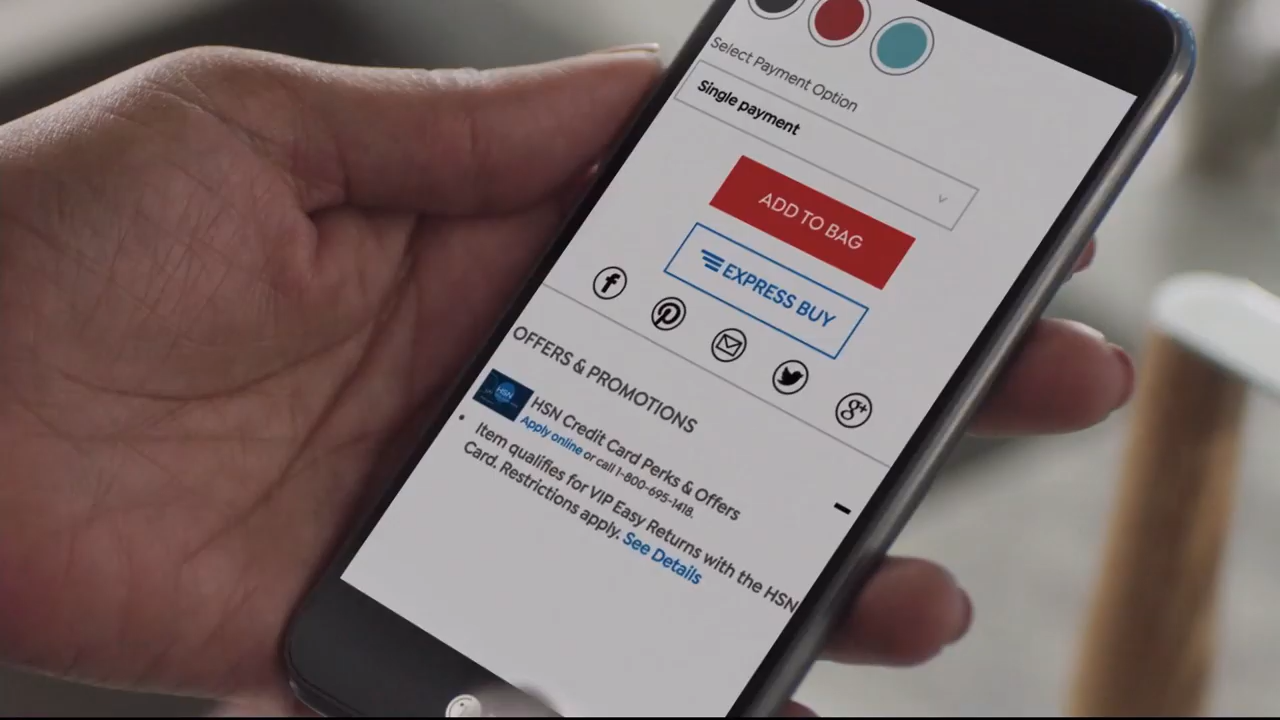 Select Payment Option
Single payment
ADD TO BAG
EXPRESS BUY
OFFERS & PROMOTIONS
HSN
HSN Credit Card Perks & Offers
Apply online or call 1-800-695-1418.
Item qualifies for VIP Easy Returns with the HSN
Card. Restrictions apply. See Details